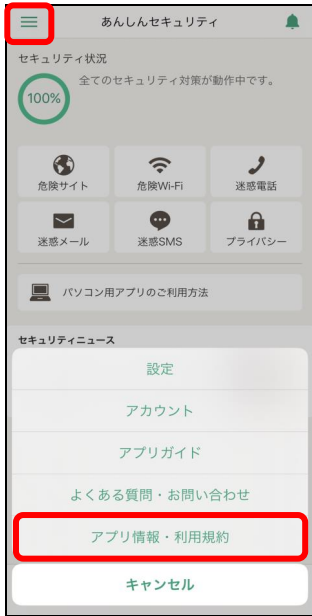 あんしんセキュリティ
セキュリティ状況
100%
全てのセキュリティ対策が動作中です。
危険サイト
危険Wi-Fi
迷惑電話
迷惑メール
迷惑SMS
プライバシー
パソコン用アプリのご利用方法
セキュリティニュース
設定
アカウント
アプリガイド
よくある質問・お問い合わせ
アプリ情報・利用規約
キャンセル